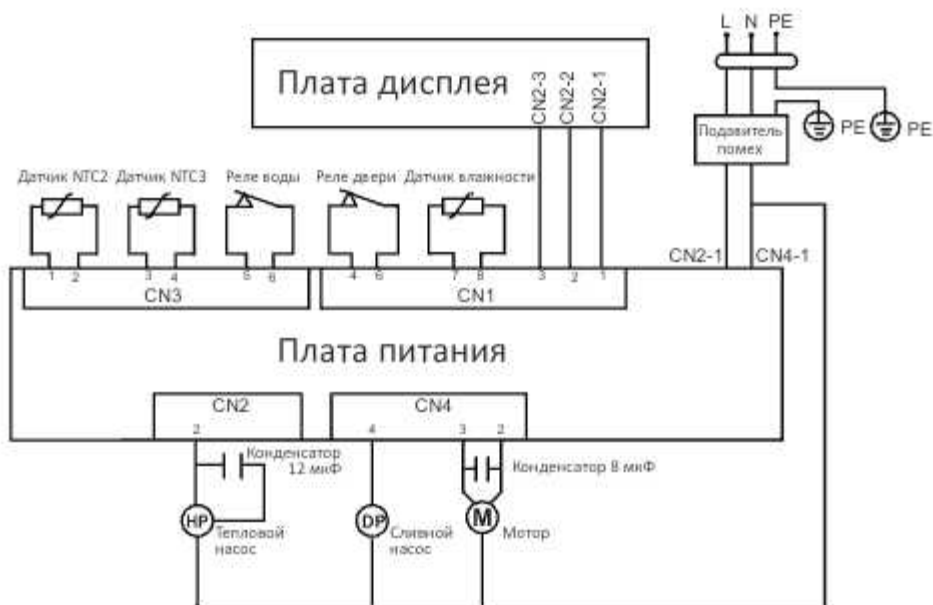 L N PE
Плата дисплея
CN2-3
CN2-2
CN2-1
Подавитель
помех
PE
PE
Датчик NTC2
Датчик NTC3
Реле воды
Реле двери
Датчик влажности
CN2-1
CN4-1
1 2 3 4 5 6 4 6 7 8 3 2 1
CN3
CN1
Плата питания
CN2
CN4
2 4 3 2
Конденсатор
12 мкФ
Конденсатор 8 мкФ
HP
Тепловой
насос
DP
Сливной
насос
M
Мотор